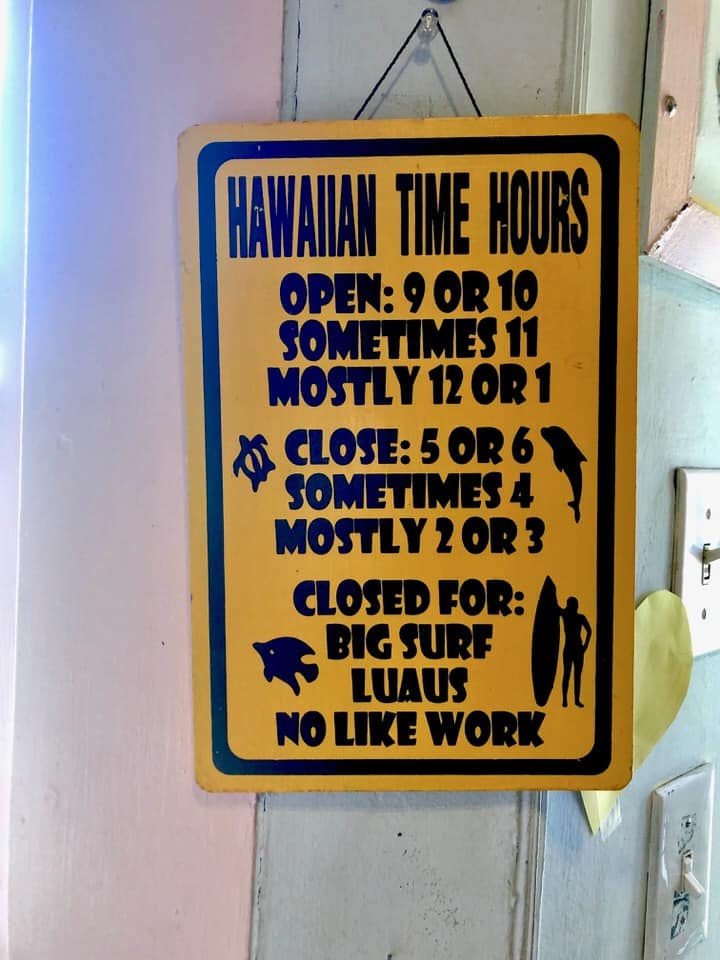 HAWAIIAN TIME HOURS
OPEN: 9 OR 10
SOMETIMES 11
MOSTLY 12 OR 1
CLOSE: 5 OR 6
SOMETIMES 4
MOSTLY 2 OR 3
CLOSED FOR:
BIG SURF
LUAUS
NO LIKE WORK